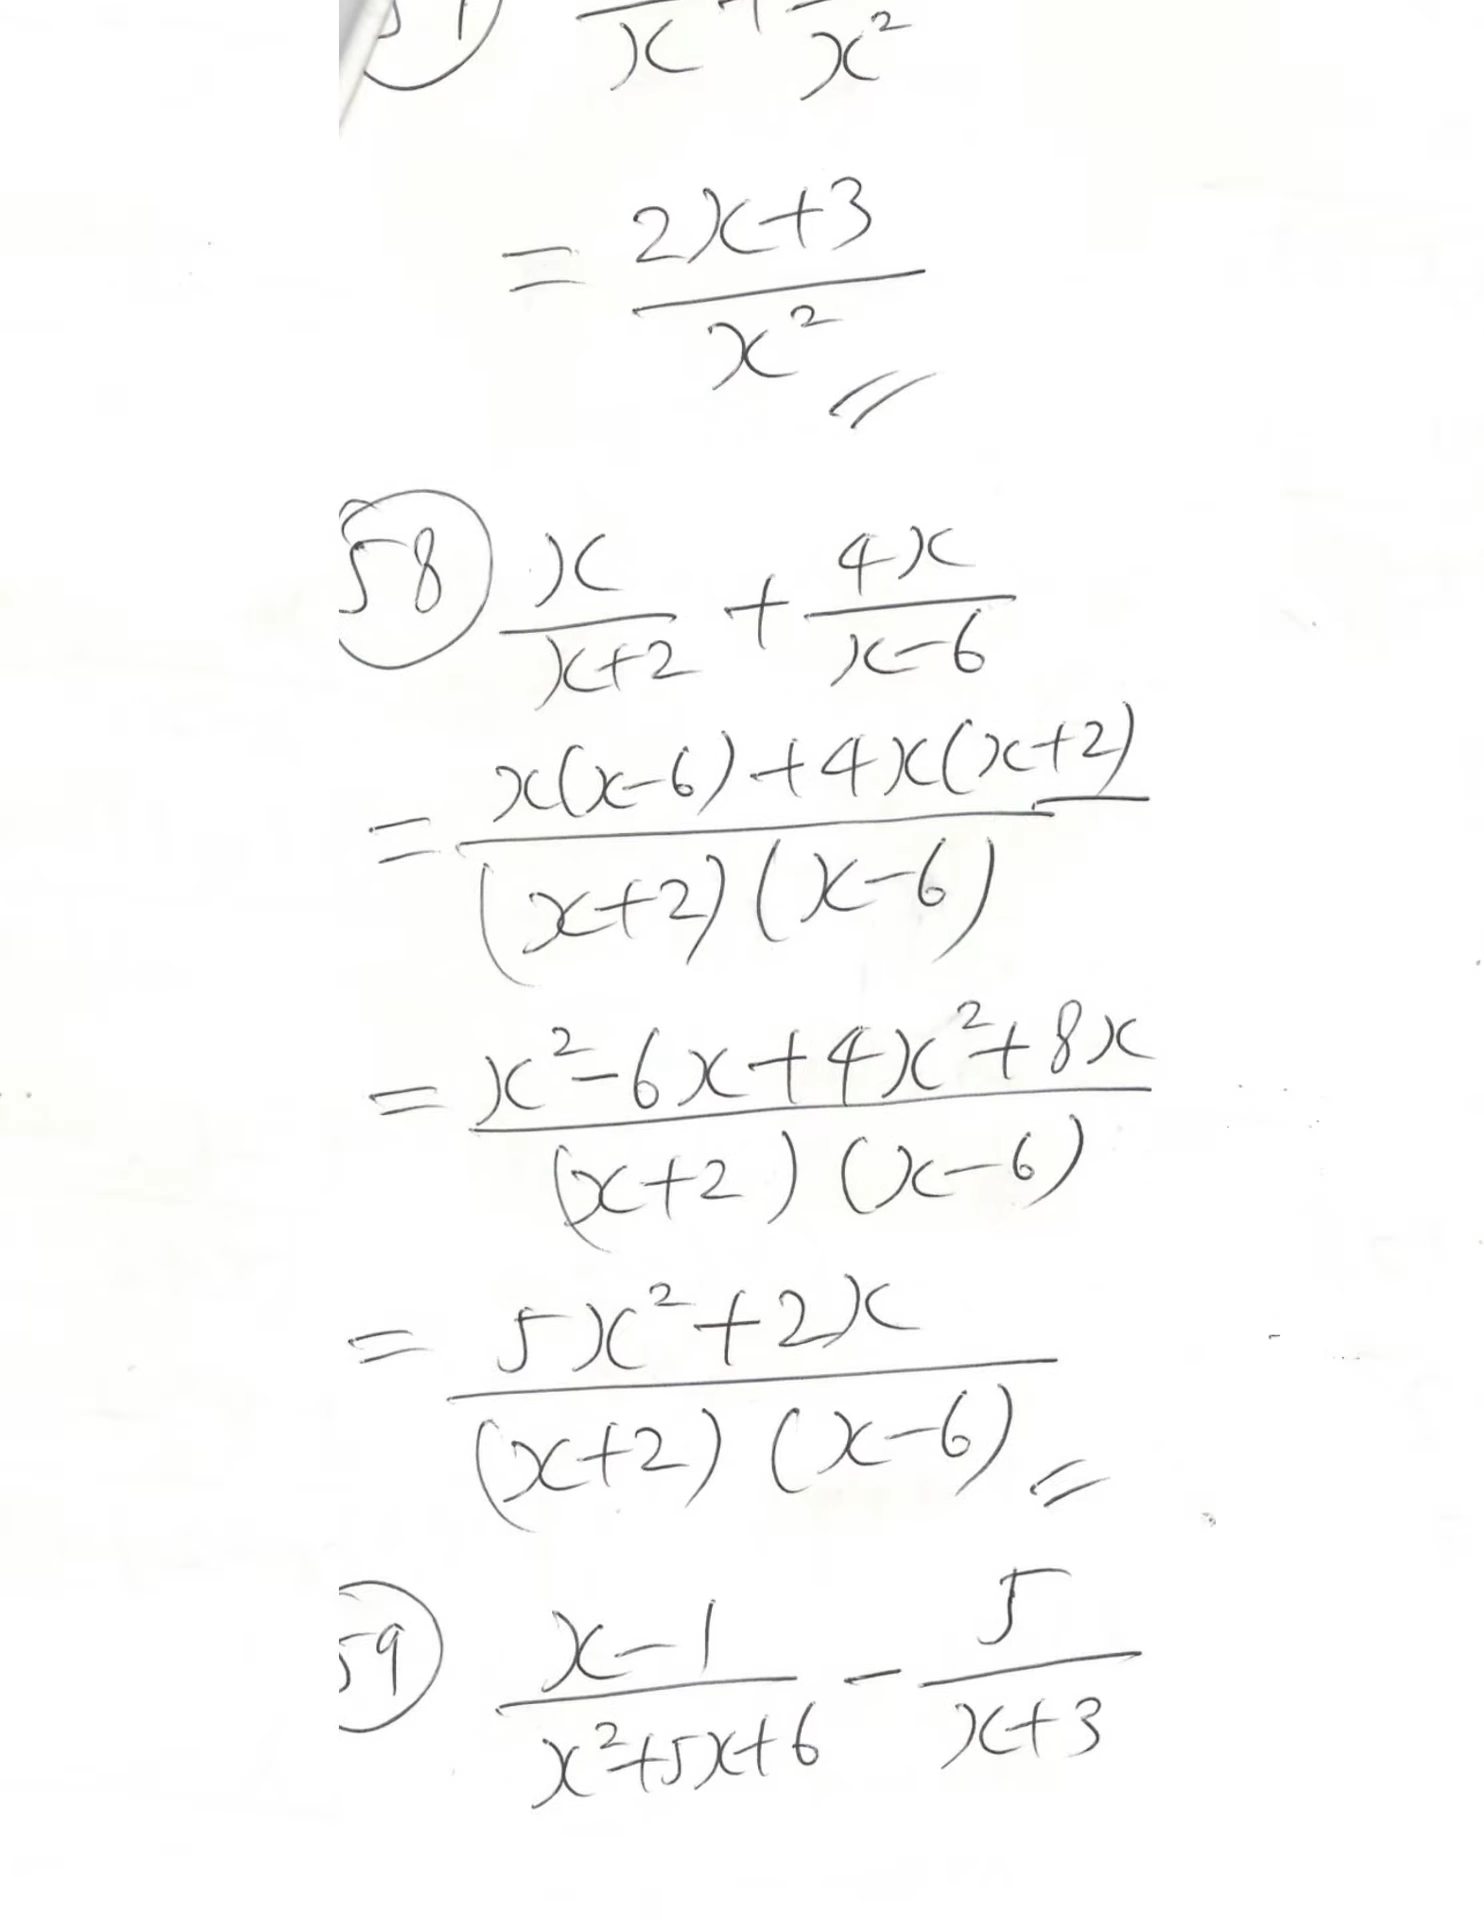 x x²
= (2x+3)/x²
58 x/(x+2) + 4x/(x-6)
= (x(x-6)+4x(x+2))/((x+2)(x-6))
= (x²-6x+4x²+8x)/((x+2)(x-6))
= (5x²+2x)/((x+2)(x-6))
59 (x-1)/(x²+5x+6) - 5/(x+3)